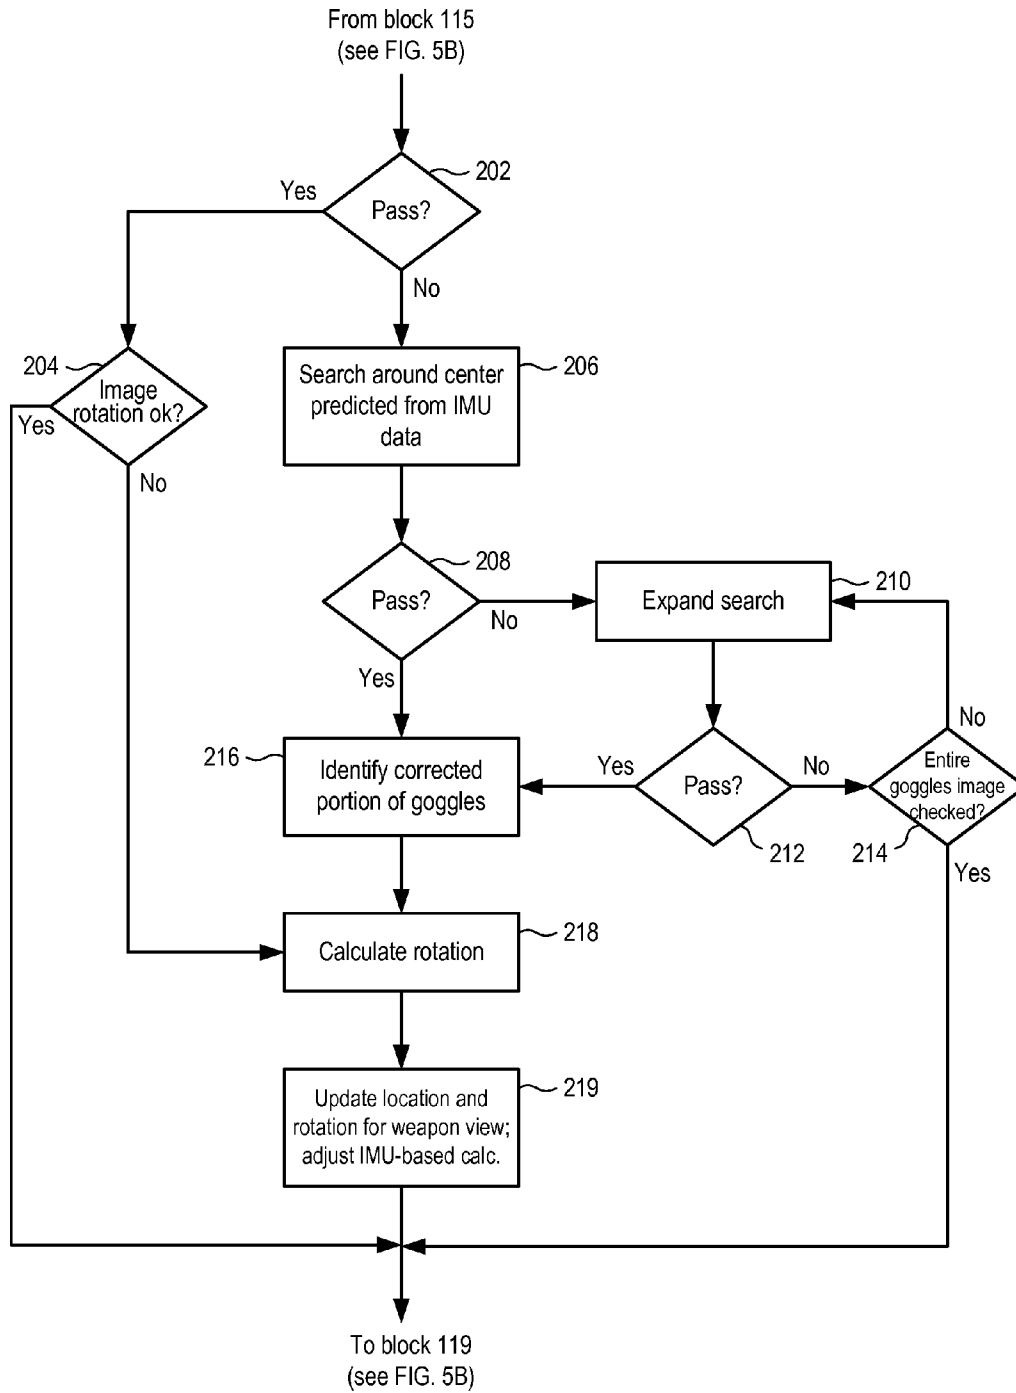 From block 115
(see FIG. 5B)
202
Yes
Pass?
No
204
Image
rotation ok?
Yes
No
Search around center
predicted from IMU
data
206
208
Pass?
No
Yes
Expand search
210
216
Identify corrected
portion of goggles
Yes
Pass?
No
212
No
Entire
goggles image
checked?
214
Yes
Calculate rotation
218
Update location and
rotation for weapon view;
adjust IMU-based calc.
219
To block 119
(see FIG. 5B)